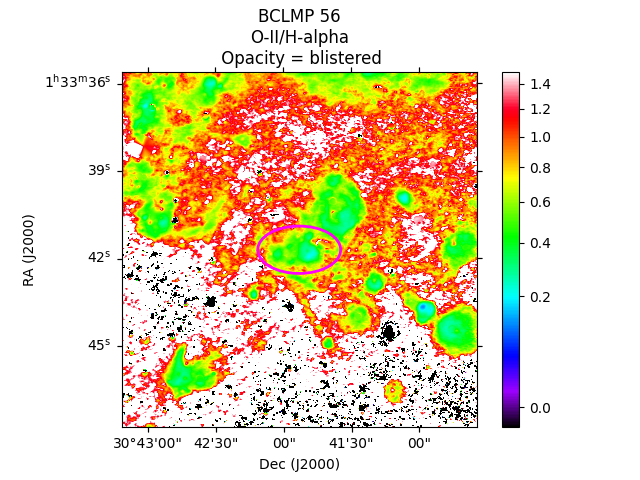 BCLMP 56
O-II/H-alpha
Opacity = blistered
1ʰ33ᵐ36ˢ
39ˢ
42ˢ
45ˢ
RA (J2000)
30°43'00" 42'30" 00" 41'30" 00"
Dec (J2000)
1.4
1.2
1.0
0.8
0.6
0.4
0.2
0.0